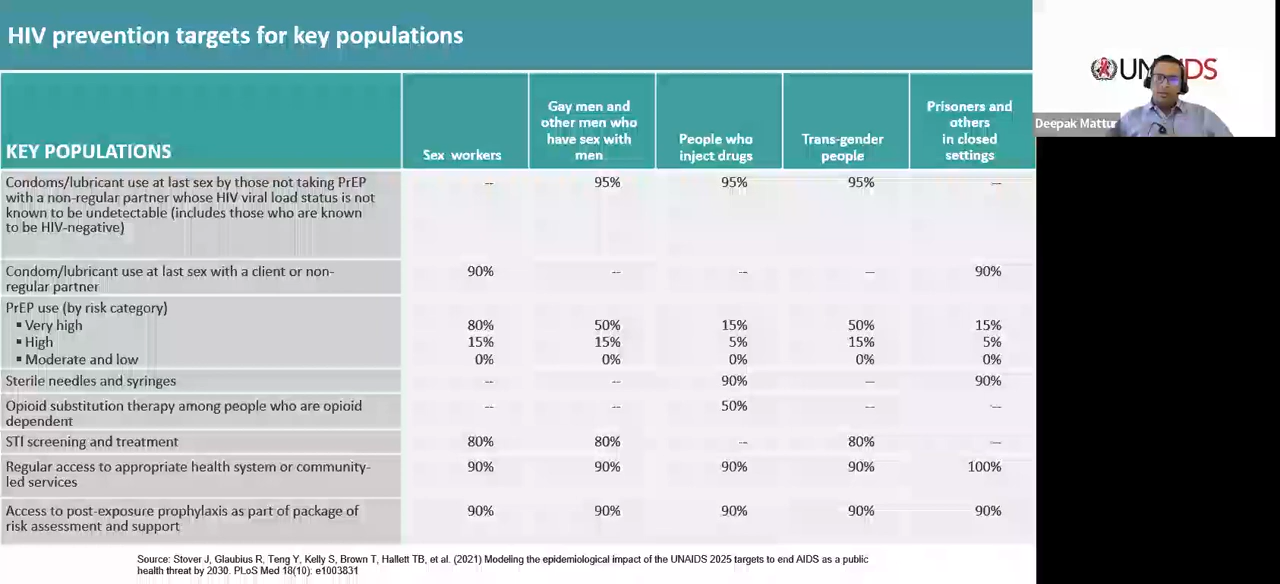 HIV prevention targets for key populations
KEY POPULATIONS
Sex workers
Gay men and
other men who
have sex with
men
People who
inject drugs
Trans-gender
people
Prisoners and
others
in closed
settings
Condoms/lubricant use at last sex by those not taking PrEP -- 95% 95% 95% --
with a non-regular partner whose HIV viral load status is not
known to be undetectable (includes those who are known
to be HIV-negative)
Condom/lubricant use at last sex with a client or non- 90% -- -- -- 90%
regular partner
PrEP use (by risk category)
▪ Very high 80% 50% 15% 50% 15%
▪ High 15% 15% 5% 15% 5%
▪ Moderate and low 0% 0% 0% 0% 0%
Sterile needles and syringes -- -- 90% -- 90%
Opioid substitution therapy among people who are opioid -- -- 50% -- --
dependent
STI screening and treatment 80% 80% -- 80% --
Regular access to appropriate health system or community- 90% 90% 90% 90% 100%
led services
Access to post-exposure prophylaxis as part of package of 90% 90% 90% 90% 90%
risk assessment and support
Source: Stover J, Glaubius R, Teng Y, Kelly S, Brown T, Hallett TB, et al. (2021) Modeling the epidemiological impact of the UNAIDS 2025 targets to end AIDS as a public
health threat by 2030. PLoS Med 18(10): e1003831
Deepak Mattur